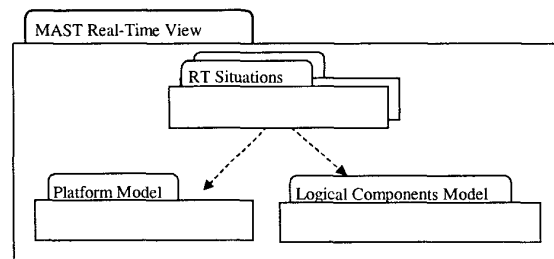 MAST Real-Time View
RT Situations
Platform Model
Logical Components Model